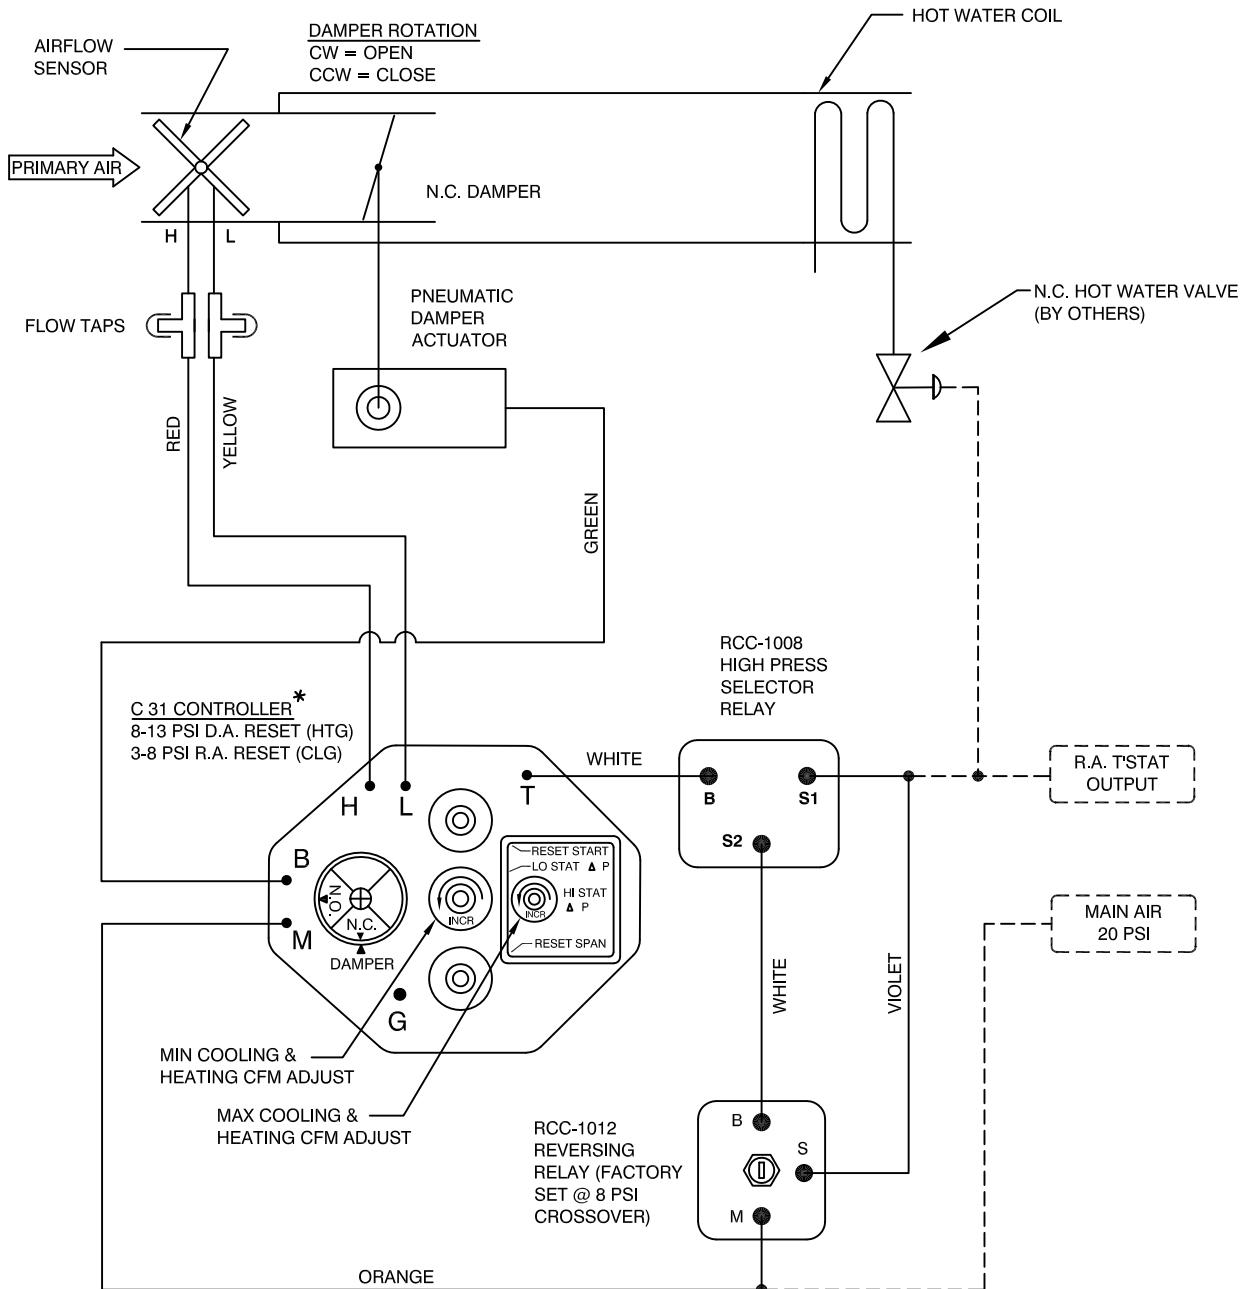 HOT WATER COIL
DAMPER ROTATION
CW = OPEN
CCW = CLOSE
AIRFLOW
SENSOR
PRIMARY AIR
N.C. DAMPER
H
L
N.C. HOT WATER VALVE
(BY OTHERS)
PNEUMATIC
DAMPER
ACTUATOR
FLOW TAPS
RED
YELLOW
GREEN
RCC-1008
HIGH PRESS
SELECTOR
RELAY
C 31 CONTROLLER*
8-13 PSI D.A. RESET (HTG)
3-8 PSI R.A. RESET (CLG)
WHITE
R.A. T'STAT
OUTPUT
H
L
T
B
S1
S2
B
M
N.O.
N.C.
DAMPER
INCR
RESET START
LO STAT Δ P
HI STAT
Δ P
INCR
RESET SPAN
G
MAIN AIR
20 PSI
WHITE
VIOLET
MIN COOLING &
HEATING CFM ADJUST
MAX COOLING &
HEATING CFM ADJUST
RCC-1012
REVERSING
RELAY (FACTORY
SET @ 8 PSI
CROSSOVER)
B
S
M
ORANGE